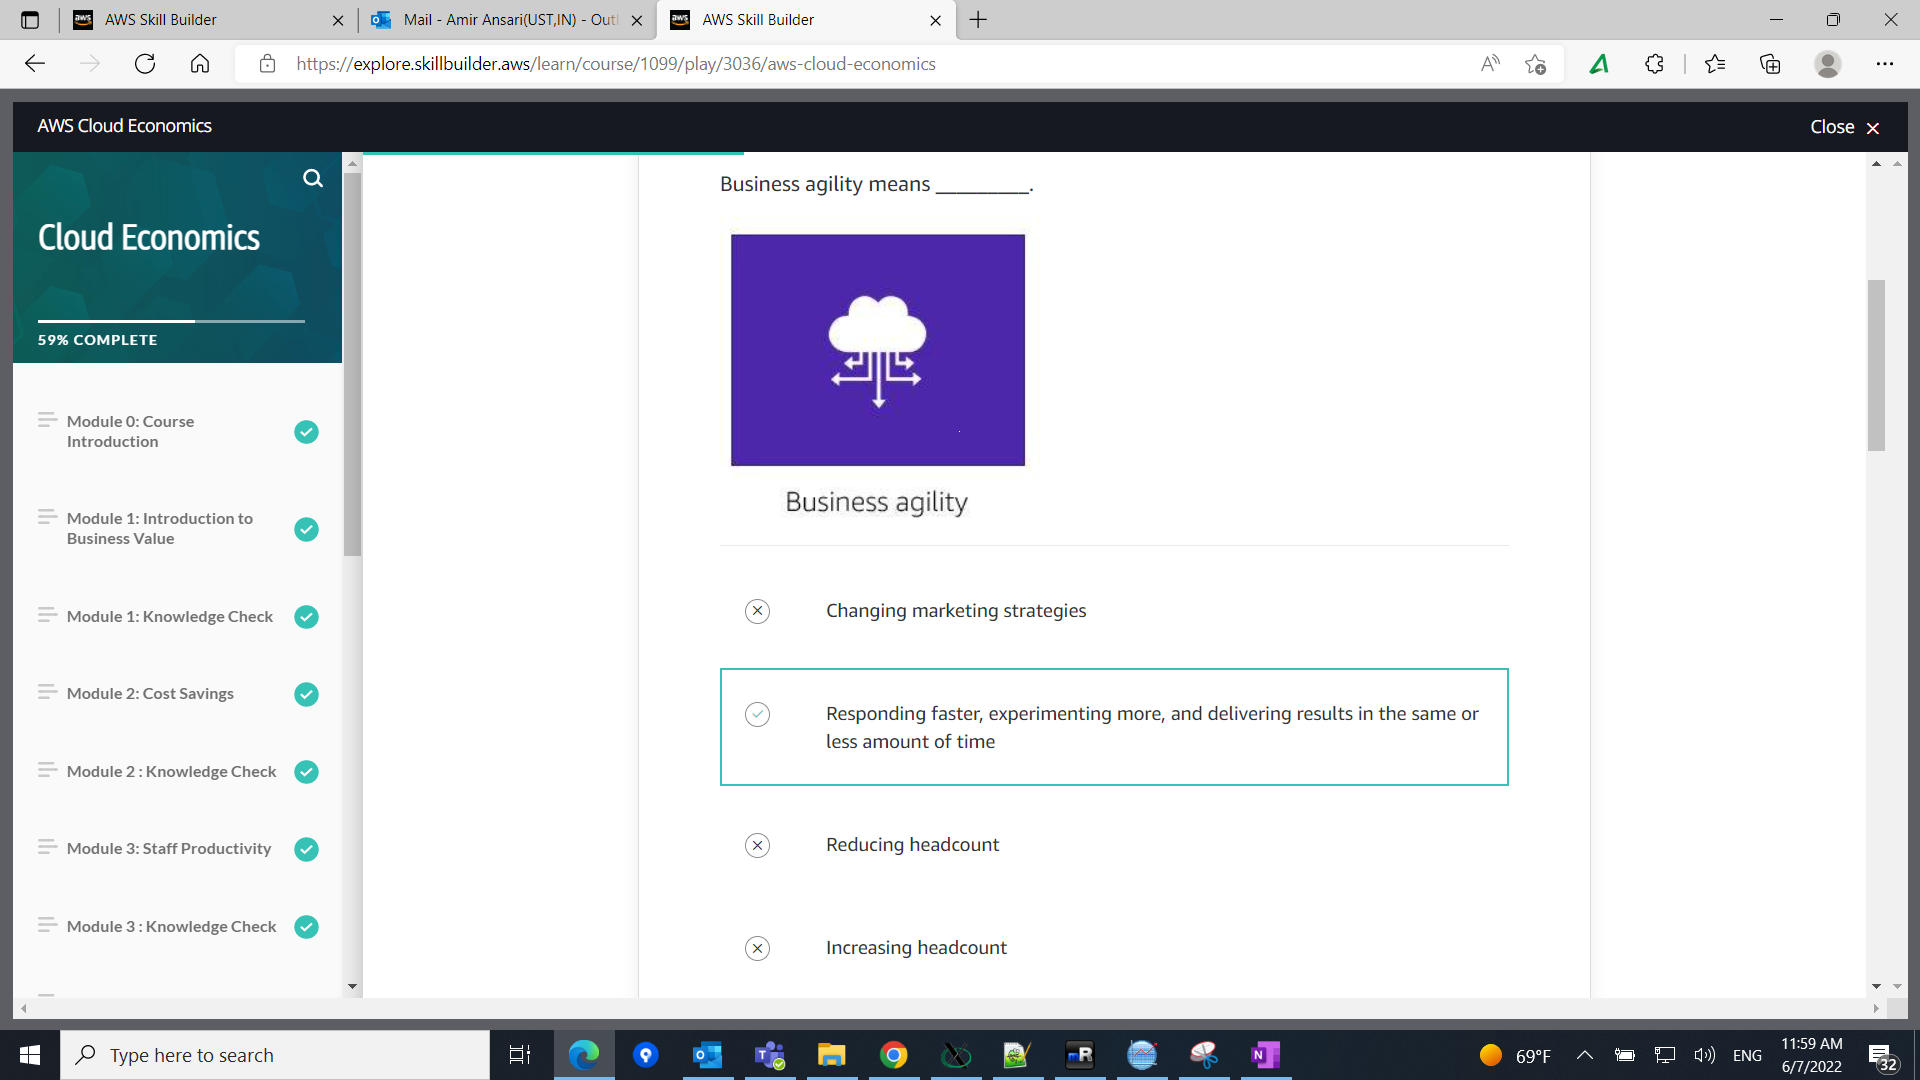 aws AWS Skill Builder
Mail - Amir Ansari(UST,IN) - Outl
aws AWS Skill Builder
https://explore.skillbuilder.aws/learn/course/1099/play/3036/aws-cloud-economics
AWS Cloud Economics
Close
Cloud Economics
59% COMPLETE
Module 0: Course
Introduction
Module 1: Introduction to
Business Value
Module 1: Knowledge Check
Module 2: Cost Savings
Module 2 : Knowledge Check
Module 3: Staff Productivity
Module 3 : Knowledge Check
Business agility means _________.
Business agility
Changing marketing strategies
Responding faster, experimenting more, and delivering results in the same or
less amount of time
Reducing headcount
Increasing headcount
Type here to search
69°F
ENG
11:59 AM
6/7/2022
32